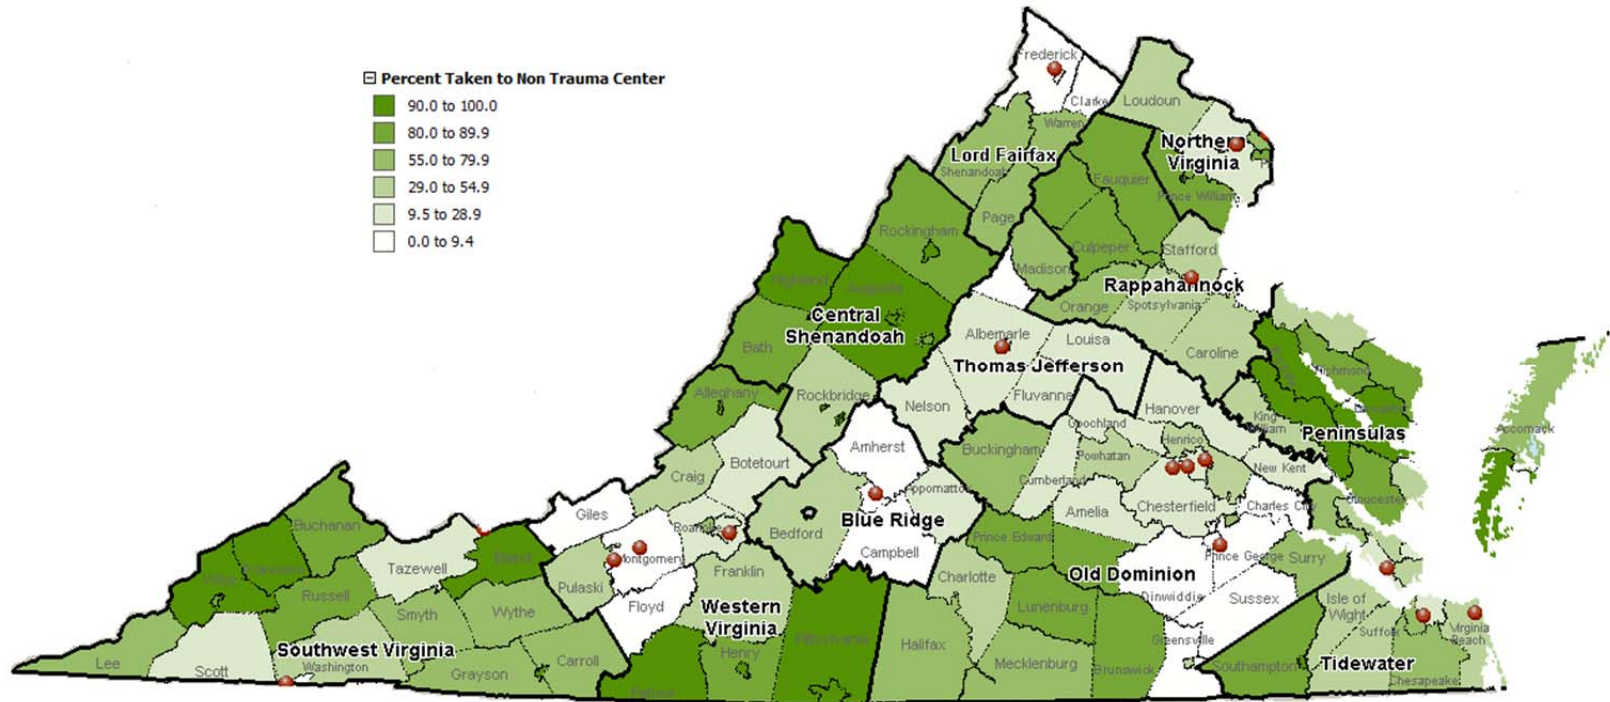 Percent Taken to Non Trauma Center
90.0 to 100.0
80.0 to 89.9
55.0 to 79.9
29.0 to 54.9
9.5 to 28.9
0.0 to 9.4
Frederick
Clarke
Loudoun
Warren
Lord Fairfax
Shenandoah
Northern
Virginia
Prince William
Fauquier
Page
Rockingham
Culpeper
Stafford
Madison
Rappahannock
Orange
Spotsylvania
Highland
Augusta
Central
Shenandoah
Bath
Albemarle
Louisa
Caroline
Thomas Jefferson
Richmond
Lancaster
Alleghany
Rockbridge
Nelson
Fluvanna
Hanover
King
William
Peninsulas
Accomack
Goochland
Amherst
Buckingham
Powhatan
Henrico
New Kent
Botetourt
Craig
Cumberland
Appomattox
Chesterfield
Charles City
Gloucester
Giles
Roanoke
Bedford
Blue Ridge
Amelia
Buchanan
Campbell
Prince Edward
Prince George
Surry
Tazewell
Bland
Montgomery
Wise
Dickenson
Pulaski
Franklin
Charlotte
Old Dominion
Dinwiddie
Sussex
Isle of
Wight
Russell
Smyth
Wythe
Floyd
Western
Virginia
Lunenburg
Suffolk
Virginia
Beach
Southwest Virginia
Washington
Scott
Lee
Grayson
Carroll
Patrick
Henry
Pittsylvania
Halifax
Mecklenburg
Brunswick
Greensville
Southampton
Tidewater
Chesapeake